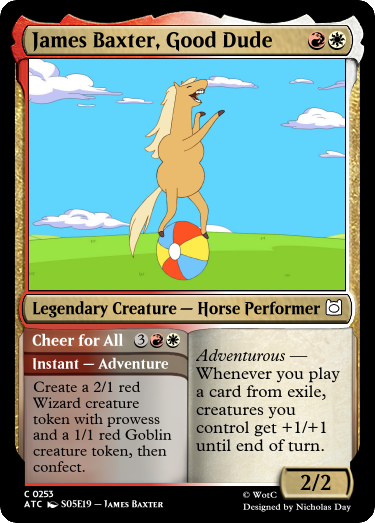 James Baxter, Good Dude
Legendary Creature — Horse Performer
Cheer for All 3
Instant — Adventure
Create a 2/1 red
Wizard creature
token with prowess
and a 1/1 red Goblin
creature token, then
confect.
Adventurous —
Whenever you play
a card from exile,
creatures you
control get +1/+1
until end of turn.
2/2
C 0253
ATC S05E19 — James Baxter
© WotC
Designed by Nicholas Day